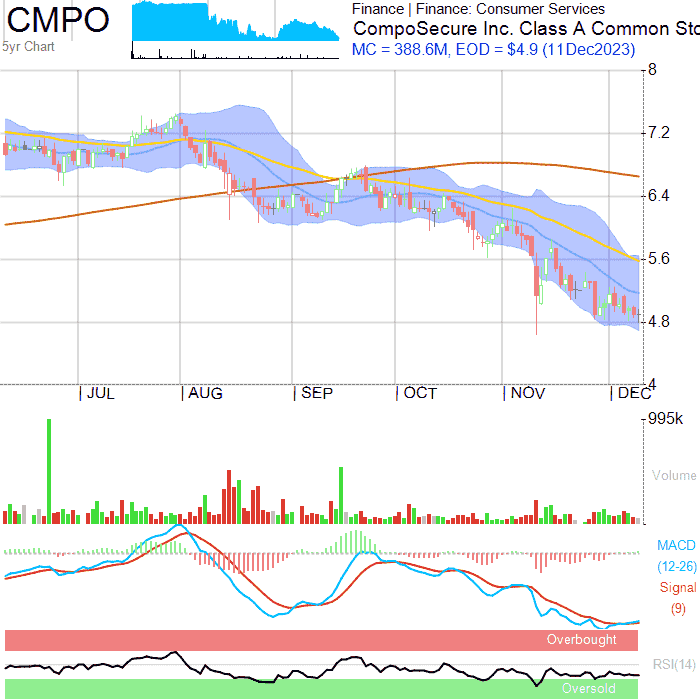 CMPO
5yr Chart
Finance | Finance: Consumer Services
CompoSecure Inc. Class A Common Sto
MC = 388.6M, EOD = $4.9 (11Dec2023)
8
7.2
6.4
5.6
4.8
4
JUL AUG SEP OCT NOV DEC
995k
Volume
MACD
(12-26)
Signal
(9)
Overbought
RSI(14)
Oversold